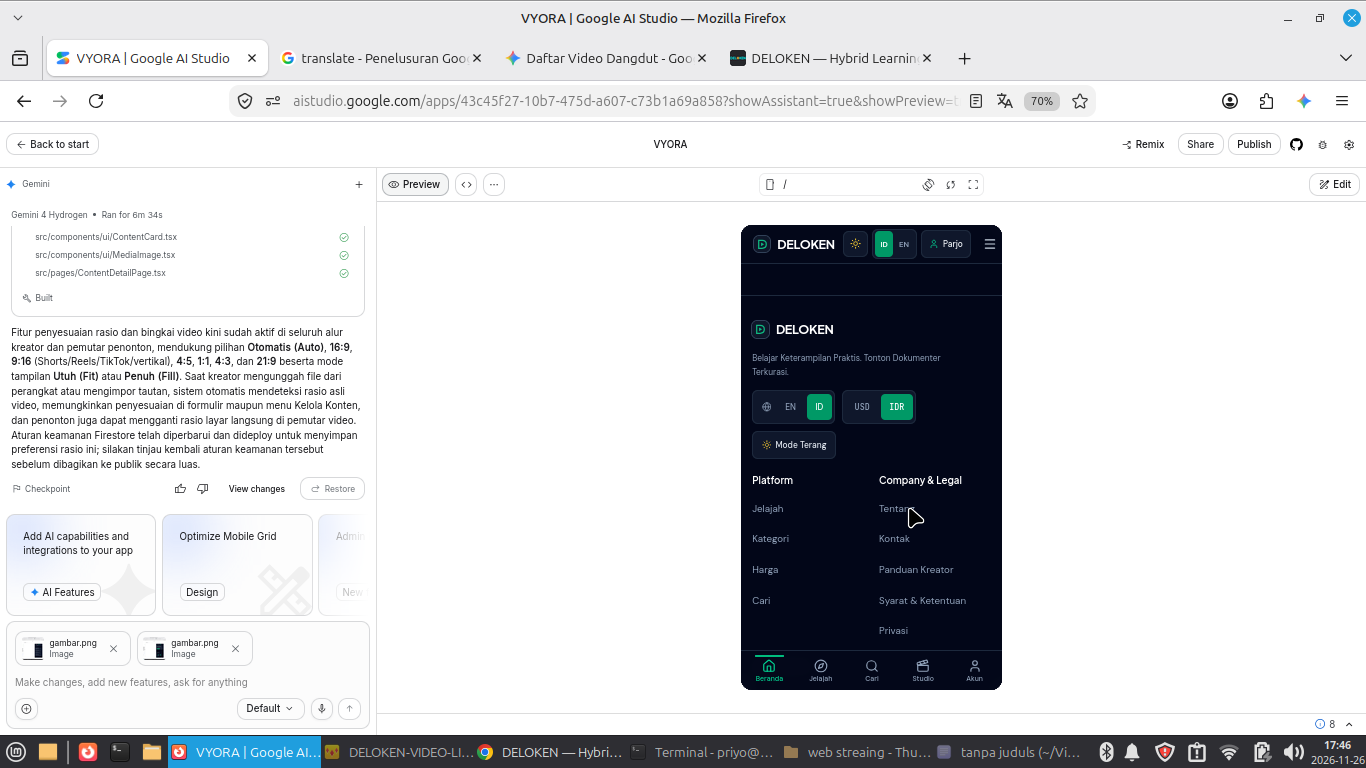 VYORA | Google AI Studio — Mozilla Firefox
VYORA | Google AI Studio
translate - Penelusuran Goo
Daftar Video Dangdut - Goo
DELOKEN — Hybrid Learnin
aistudio.google.com/apps/43c45f27-10b7-475d-a607-c73b1a69a858?showAssistant=true&showPreview=t
70%
Back to start
VYORA
Remix
Share
Publish
Gemini
Preview
/
Edit
Gemini 4 Hydrogen • Ran for 6m 34s
src/components/ui/ContentCard.tsx
src/components/ui/MediaImage.tsx
src/pages/ContentDetailPage.tsx
Built
Fitur penyesuaian rasio dan bingkai video kini sudah aktif di seluruh alur
kreator dan pemutar penonton, mendukung pilihan Otomatis (Auto), 16:9,
9:16 (Shorts/Reels/TikTok/vertikal), 4:5, 1:1, 4:3, dan 21:9 beserta mode
tampilan Utuh (Fit) atau Penuh (Fill). Saat kreator mengunggah file dari
perangkat atau mengimpor tautan, sistem otomatis mendeteksi rasio asli
video, memungkinkan penyesuaian di formulir maupun menu Kelola Konten,
dan penonton juga dapat mengganti rasio layar langsung di pemutar video.
Aturan keamanan Firestore telah diperbarui dan dideploy untuk menyimpan
preferensi rasio ini; silakan tinjau kembali aturan keamanan tersebut
sebelum dibagikan ke publik secara luas.
Checkpoint
View changes
Restore
Add AI capabilities and
integrations to your app
AI Features
Optimize Mobile Grid
Design
Admin
New
gambar.png
Image
gambar.png
Image
Make changes, add new features, ask for anything
Default
DELOKEN
ID
EN
Parjo
DELOKEN
Belajar Keterampilan Praktis. Tonton Dokumenter
Terkurasi.
EN
ID
USD
IDR
Mode Terang
Platform
Company & Legal
Jelajah
Tentang
Kategori
Kontak
Harga
Panduan Kreator
Cari
Syarat & Ketentuan
Privasi
Beranda
Jelajah
Cari
Studio
Akun
8
VYORA | Google AI...
DELOKEN-VIDEO-LI...
DELOKEN — Hybri...
Terminal - priyo@...
web streaing - Thu...
tanpa juduls (~/Vi...
17:46
2026-11-26